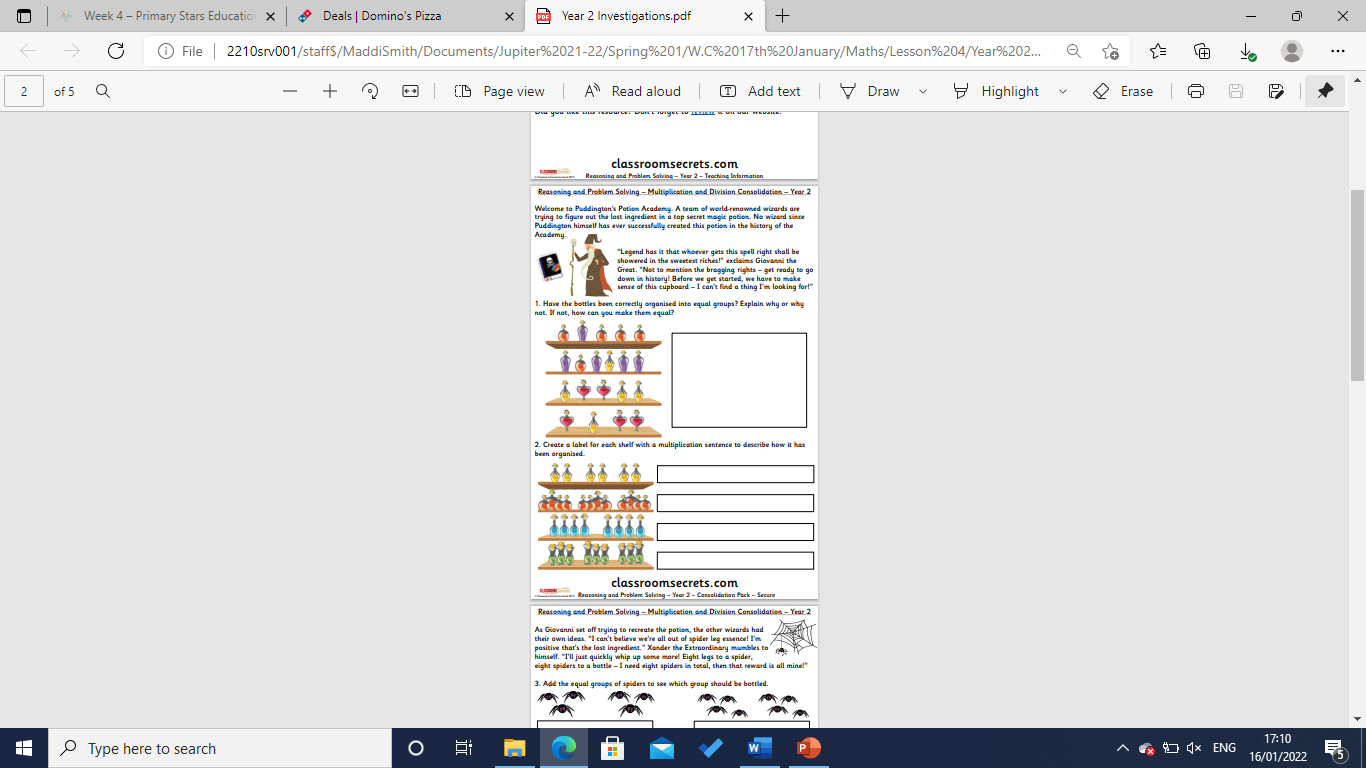 Week 4 – Primary Stars Educatio
Deals | Domino's Pizza
Year 2 Investigations.pdf
File
2210srv001/staff$/MaddiSmith/Documents/Jupiter%2021-22/Spring%201/W.C%2017th%20January/Maths/Lesson%204/Year%202...
2
of 5
Page view
Read aloud
Add text
Draw
Highlight
Erase
Did you like this resource? Don't forget to review it on our website.
classroomsecrets.com
Reasoning and Problem Solving – Year 2 – Teaching Information
Reasoning and Problem Solving – Multiplication and Division Consolidation – Year 2
Welcome to Puddington's Potion Academy. A team of world-renowned wizards are
trying to figure out the lost ingredient in a top secret magic potion. No wizard since
Puddington himself has ever successfully created this potion in the history of the
Academy.
"Legend has it that whoever gets this spell right shall be
showered in the sweetest riches!" exclaims Giovanni the
Great. "Not to mention the bragging rights – get ready to go
down in history! Before we get started, we have to make
sense of this cupboard – I can't find a thing I'm looking for!"
1. Have the bottles been correctly organised into equal groups? Explain why or why
not. If not, how can you make them equal?
2. Create a label for each shelf with a multiplication sentence to describe how it has
been organised.
classroomsecrets.com
Reasoning and Problem Solving – Year 2 – Consolidation Pack – Secure
Reasoning and Problem Solving – Multiplication and Division Consolidation – Year 2
As Giovanni set off trying to recreate the potion, the other wizards had
their own ideas. "I can't believe we're all out of spider leg essence! I'm
positive that's the lost ingredient." Xander the Extraordinary mumbles to
himself. "I'll just quickly whip up some more! Eight legs to a spider,
eight spiders to a bottle – I need eight spiders in total, then that reward is all mine!"
3. Add the equal groups of spiders to see which group should be bottled.
Type here to search
ENG
17:10
16/01/2022
5